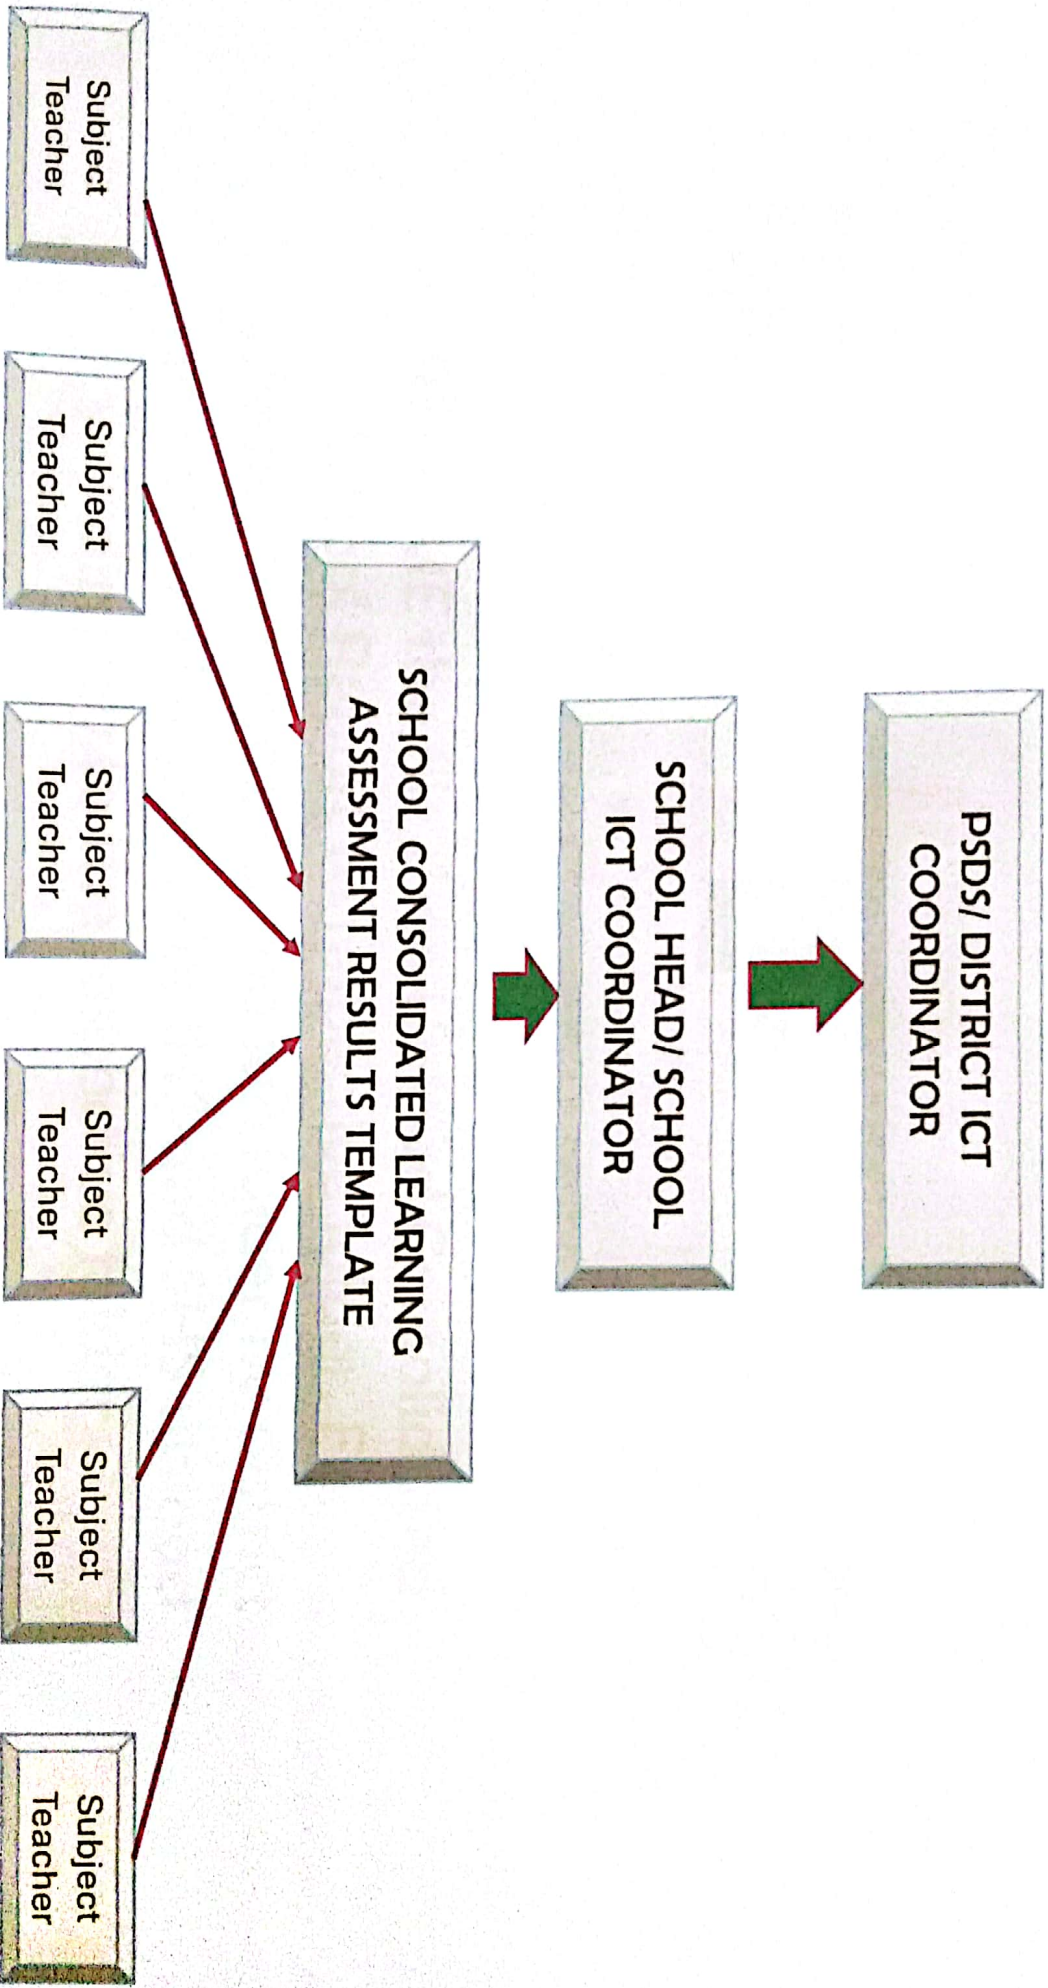 PSDS/ DISTRICT ICT
COORDINATOR
SCHOOL HEAD/ SCHOOL
ICT COORDINATOR
SCHOOL CONSOLIDATED LEARNING
ASSESSMENT RESULTS TEMPLATE
Subject
Teacher
Subject
Teacher
Subject
Teacher
Subject
Teacher
Subject
Teacher
Subject
Teacher